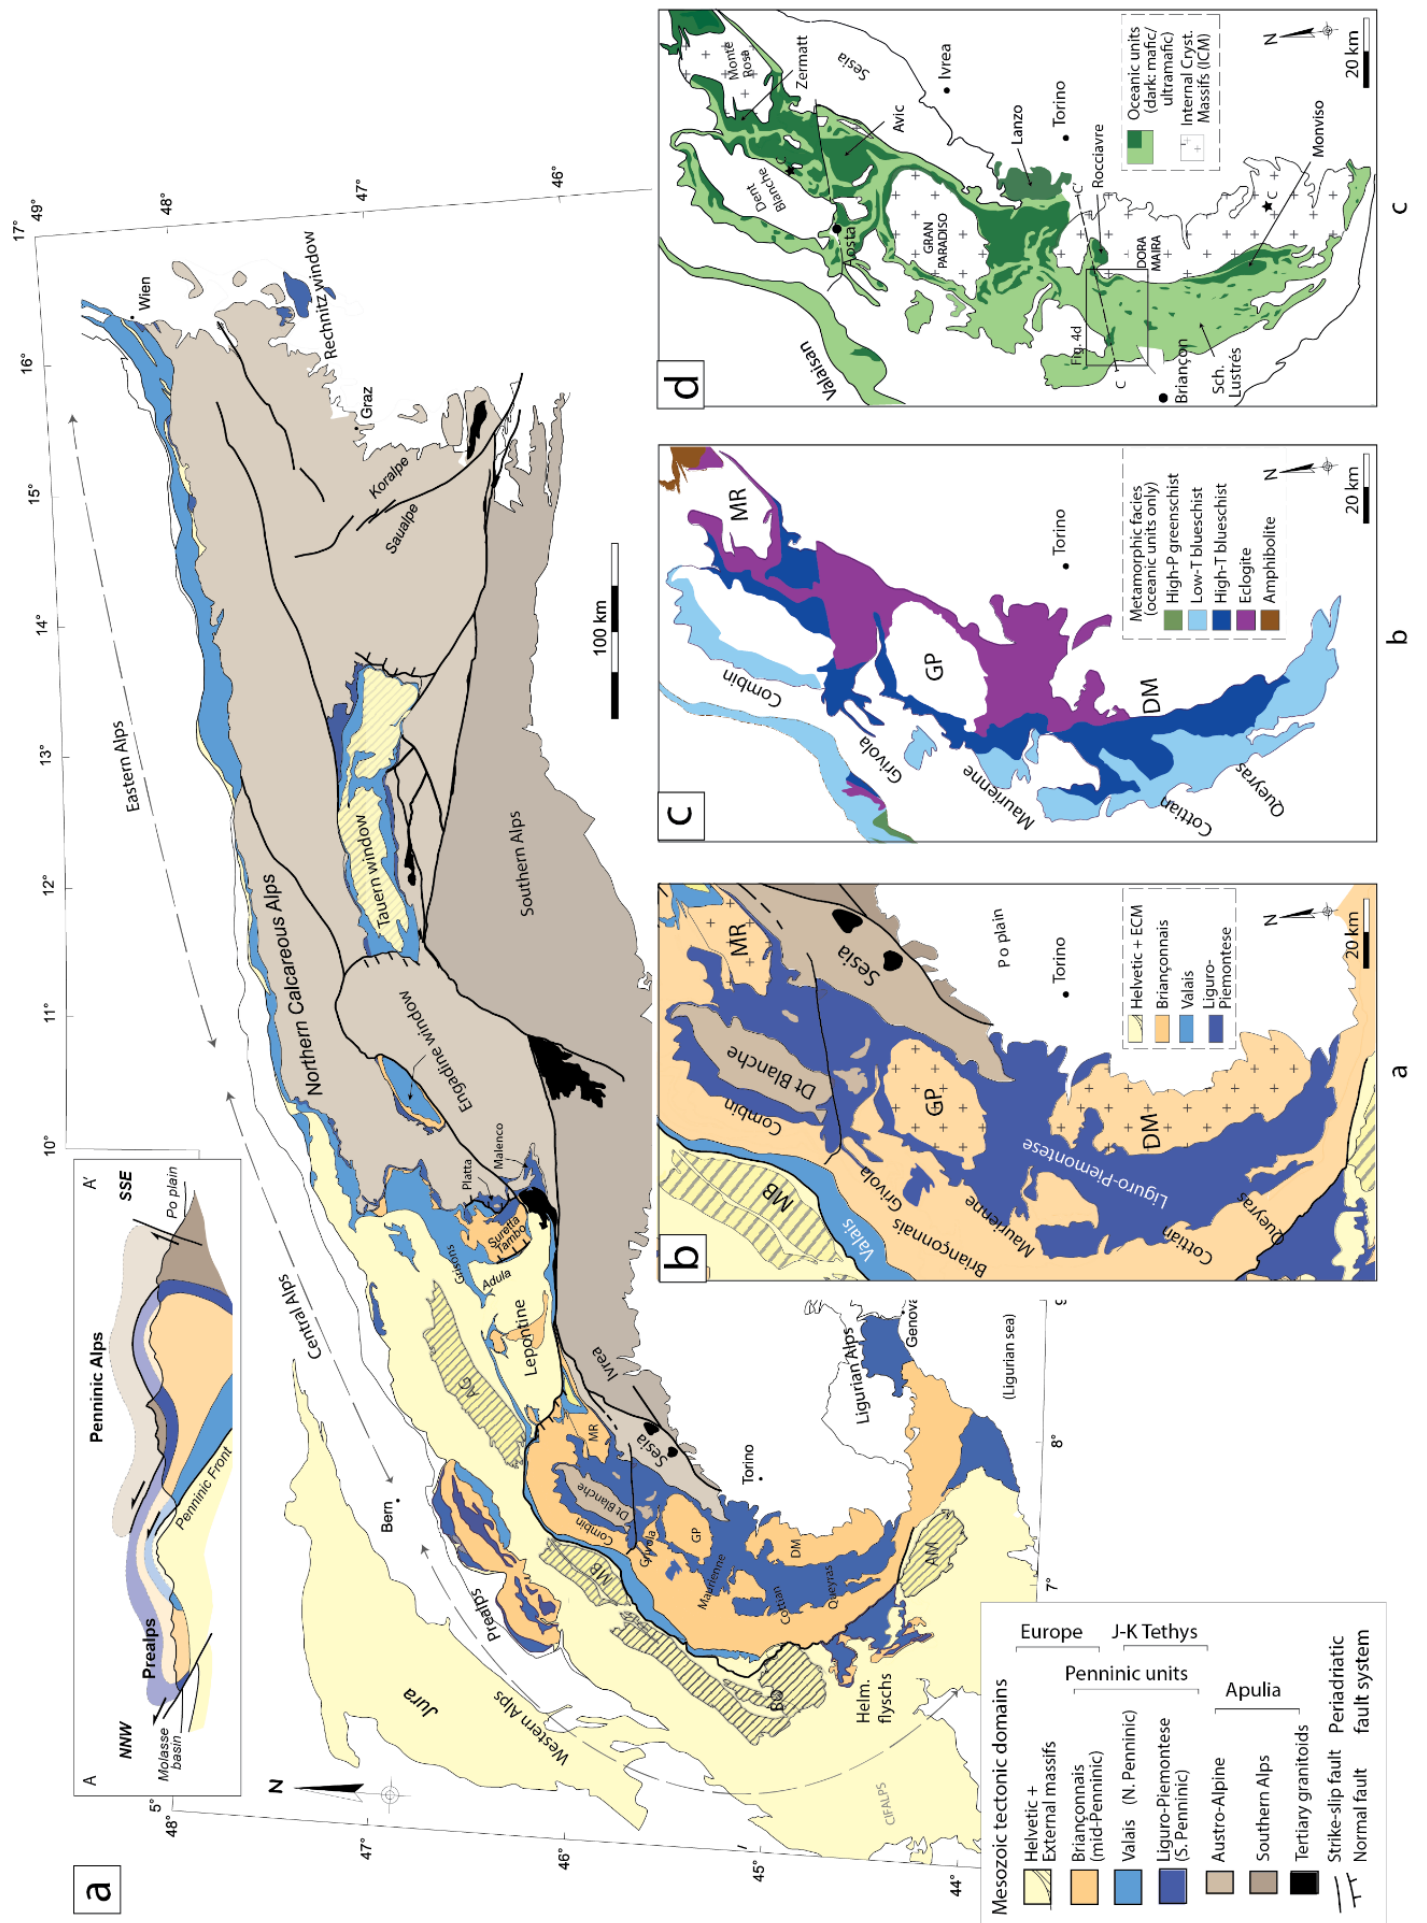 a
A
NNW
Molasse
basin
Prealps
Penninic Alps
Penninic Front
A'
SSE
Po plain
N
5°
48°
47°
46°
45°
44°
7°
8°
10°
11°
12°
13°
14°
15°
16°
17°
49°
48°
47°
46°
Western Alps
Central Alps
Eastern Alps
Jura
Bern
Prealps
Helm.
flyschs
CIFALPS
MB
AG
AM
Combin
Dt Blanche
Grivola
GP
MR
Maurienne
DM
Cottian
Queyras
Sesia
Ivrea
Torino
Ligurian Alps
Genova
(Ligurian sea)
Lepontine
Adula
Grisons
Suretta
Tambo
Platta
Malenco
Engadine window
Northern Calcareous Alps
Tauern window
Southern Alps
Saualpe
Koralpe
Graz
Wien
Rechnitz window
100 km
Mesozoic tectonic domains
Europe
J-K Tethys
Penninic units
Apulia
Helvetic +
External massifs
Briançonnais
(mid-Penninic)
Valais (N. Penninic)
Liguro-Piemontese
(S. Penninic)
Austro-Alpine
Southern Alps
Tertiary granitoids
Strike-slip fault
Normal fault
Periadriatic
fault system
b
MB
Valais
Briançonnais
Combin
Dt Blanche
MR
Sesia
Grivola
GP
Maurienne
Liguro-Piemontese
DM
Cottian
Queyras
Po plain
Torino
Helvetic + ECM
Briançonnais
Valais
Liguro-
Piemontese
N
20 km
a
c
Combin
MR
Grivola
GP
Maurienne
DM
Cottian
Queyras
Torino
Metamorphic facies
(oceanic units only)
High-P greenschist
Low-T blueschist
High-T blueschist
Eclogite
Amphibolite
N
20 km
b
d
Valaisan
Dent
Blanche
Monte
Rosa
Zermatt
Sesia
Ivrea
Aosta
Avic
GRAN
PARADISO
Lanzo
Torino
Rocciavre
C'
C
Fig. 4d
DORA
MAIRA
Briançon
Sch.
Lustrés
Monviso
C
Oceanic units
(dark: mafic/
ultramafic)
Internal Cryst.
Massifs (ICM)
N
20 km
c